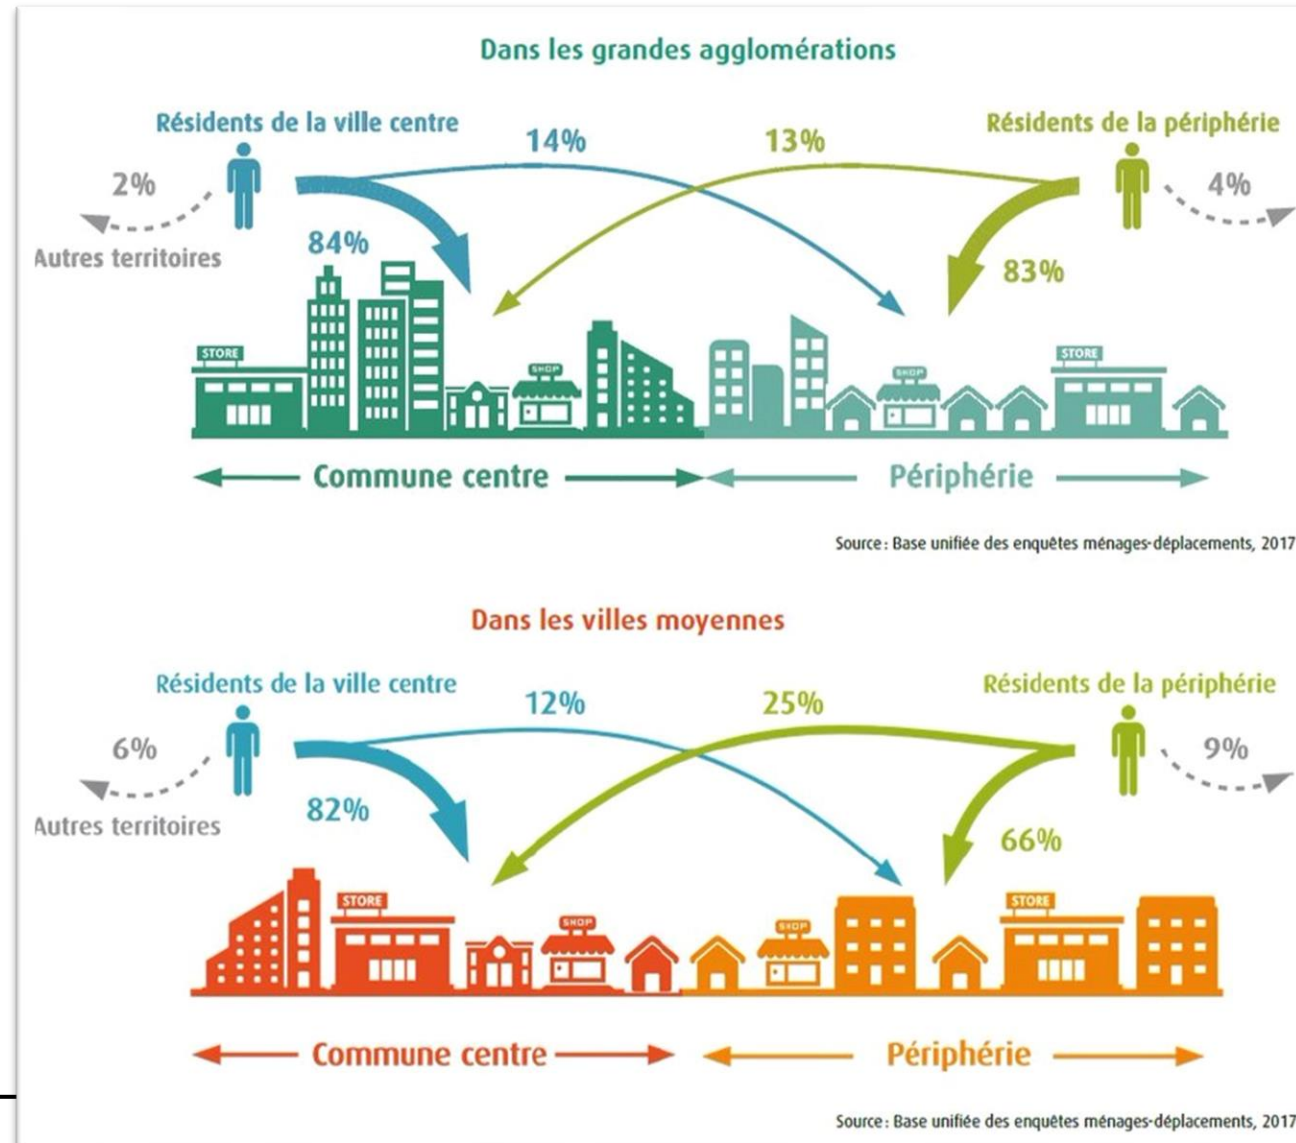 Dans les grandes agglomérations
Résidents de la ville centre
14%
13%
Résidents de la périphérie
2%
4%
Autres territoires
84%
83%
STORE
SHOP
SHOP
STORE
Commune centre
Périphérie
Source : Base unifiée des enquêtes ménages-déplacements, 2017
Dans les villes moyennes
Résidents de la ville centre
12%
25%
Résidents de la périphérie
6%
9%
Autres territoires
82%
66%
STORE
SHOP
SHOP
STORE
Commune centre
Périphérie
Source : Base unifiée des enquêtes ménages-déplacements, 2017